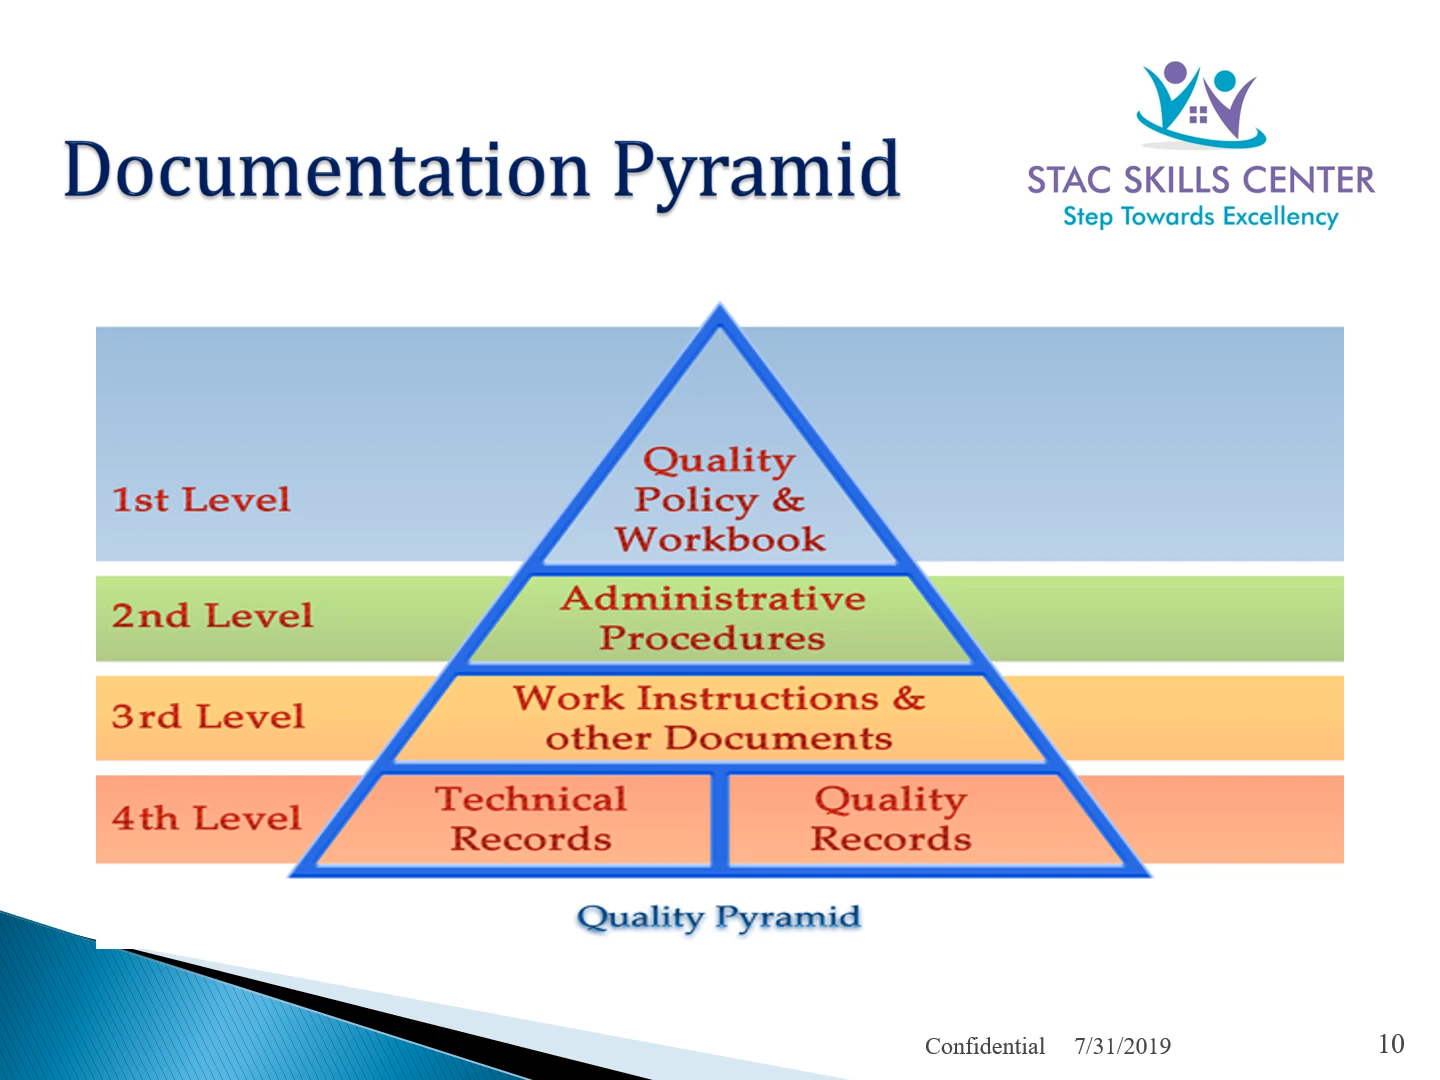 Documentation Pyramid
STAC SKILLS CENTER
Step Towards Excellency
1st Level
Quality
Policy &
Workbook
2nd Level
Administrative
Procedures
3rd Level
Work Instructions &
other Documents
4th Level
Technical
Records
Quality
Records
Quality Pyramid
Confidential 7/31/2019 10